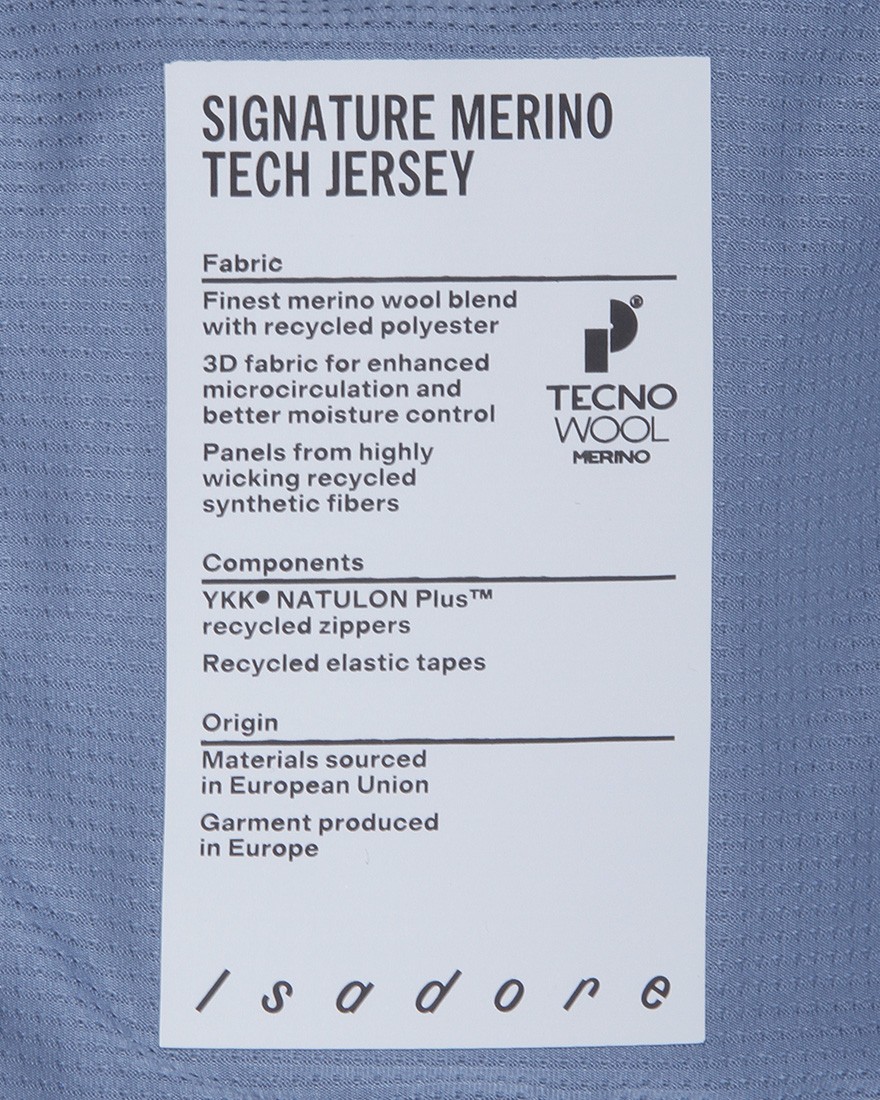 SIGNATURE MERINO
TECH JERSEY
Fabric
Finest merino wool blend
with recycled polyester
3D fabric for enhanced
microcirculation and
better moisture control
Panels from highly
wicking recycled
synthetic fibers
®
TECNO
WOOL
MERINO
Components
YKK® NATULON Plus™
recycled zippers
Recycled elastic tapes
Origin
Materials sourced
in European Union
Garment produced
in Europe
Isadore